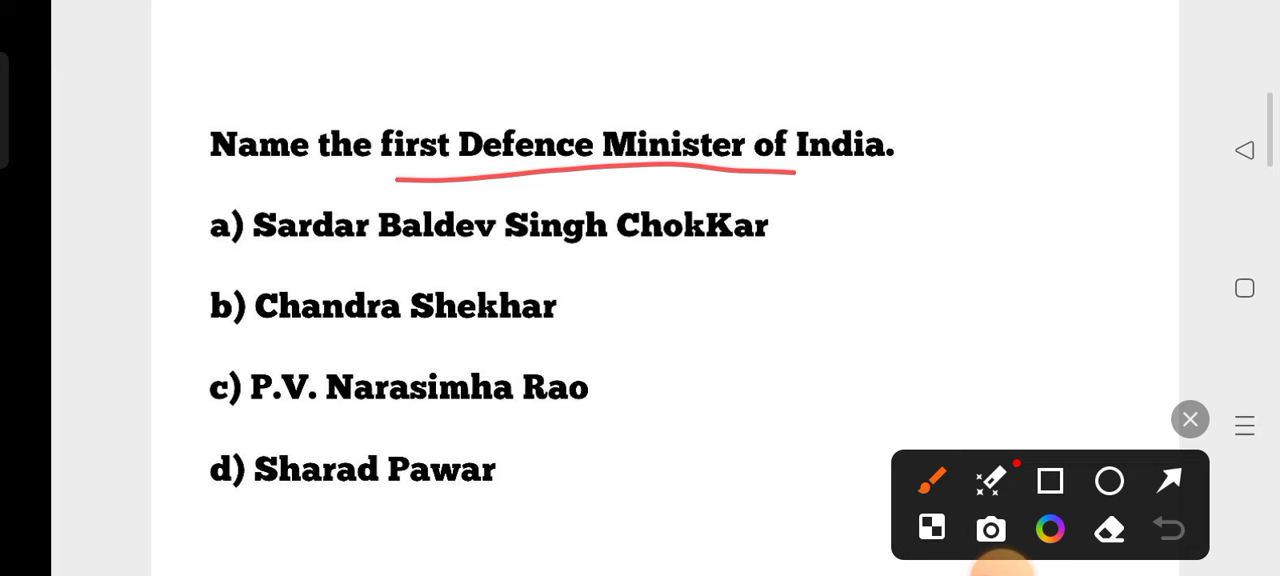 Name the first Defence Minister of India.
a) Sardar Baldev Singh ChokKar
b) Chandra Shekhar
c) P.V. Narasimha Rao
d) Sharad Pawar